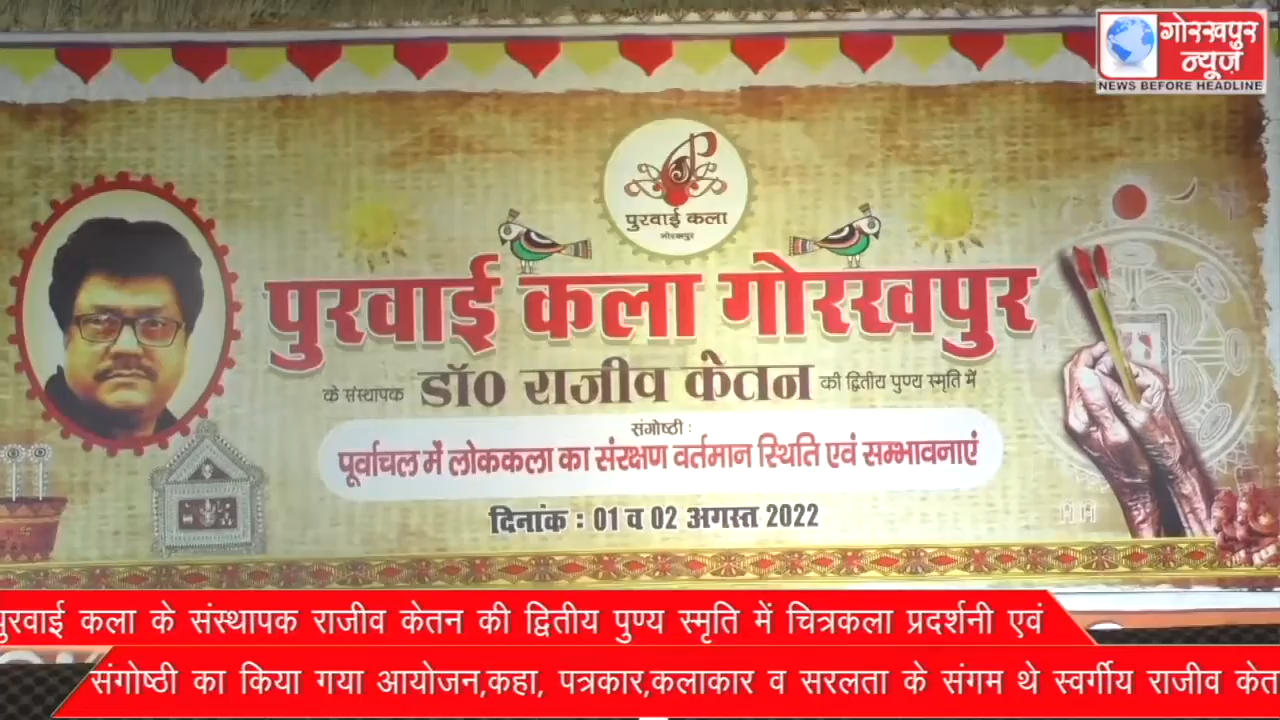 गोरखपुर
न्यूज़
NEWS BEFORE HEADLINE
पुरवाई कला
गोरखपुर
पुरवाई कला गोरखपुर
के संस्थापक डॉ0 राजीव केतन की द्वितीय पुण्य स्मृति में
संगोष्ठी :
पूर्वाचल में लोककला का संरक्षण वर्तमान स्थिति एवं सम्भावनाएं
दिनांक : 01 व 02 अगस्त 2022
पुरवाई कला के संस्थापक राजीव केतन की द्वितीय पुण्य स्मृति में चित्रकला प्रदर्शनी एवं
संगोष्ठी का किया गया आयोजन,कहा, पत्रकार,कलाकार व सरलता के संगम थे स्वर्गीय राजीव केत